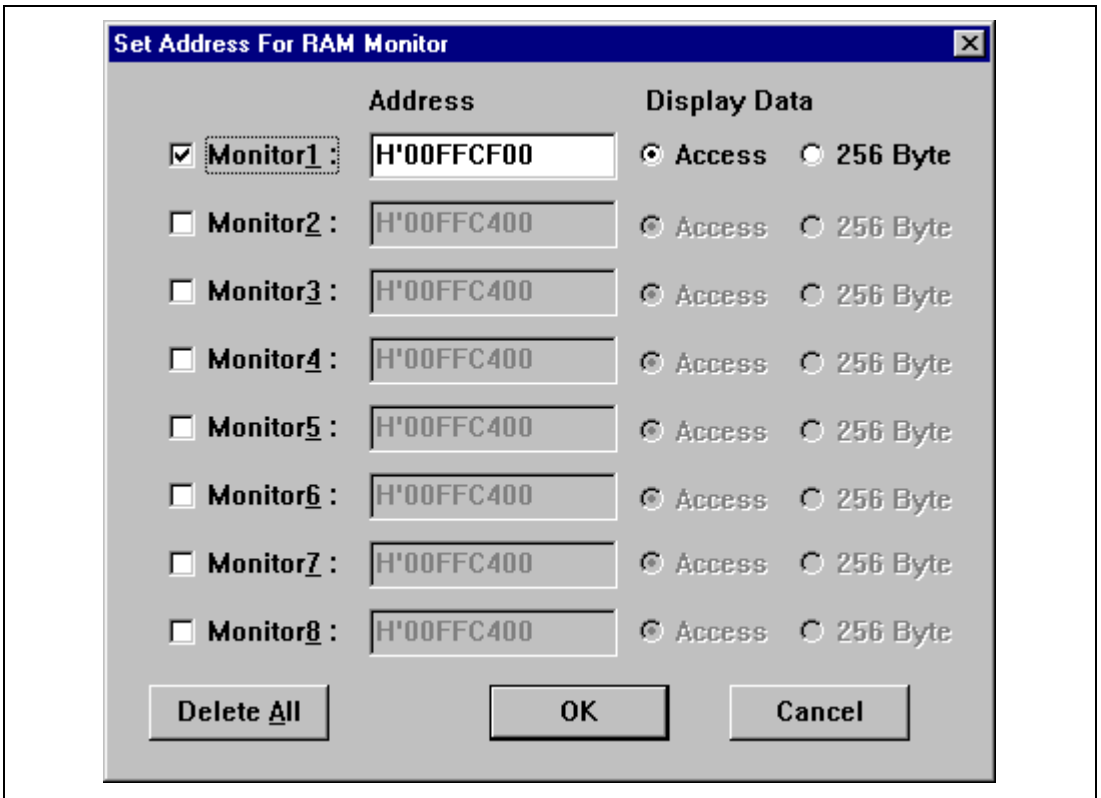 Set Address For RAM Monitor
Address Display Data
Monitor1 : H'00FFCF00 Access 256 Byte
Monitor2 : H'00FFC400 Access 256 Byte
Monitor3 : H'00FFC400 Access 256 Byte
Monitor4 : H'00FFC400 Access 256 Byte
Monitor5 : H'00FFC400 Access 256 Byte
Monitor6 : H'00FFC400 Access 256 Byte
Monitor7 : H'00FFC400 Access 256 Byte
Monitor8 : H'00FFC400 Access 256 Byte
Delete All OK Cancel